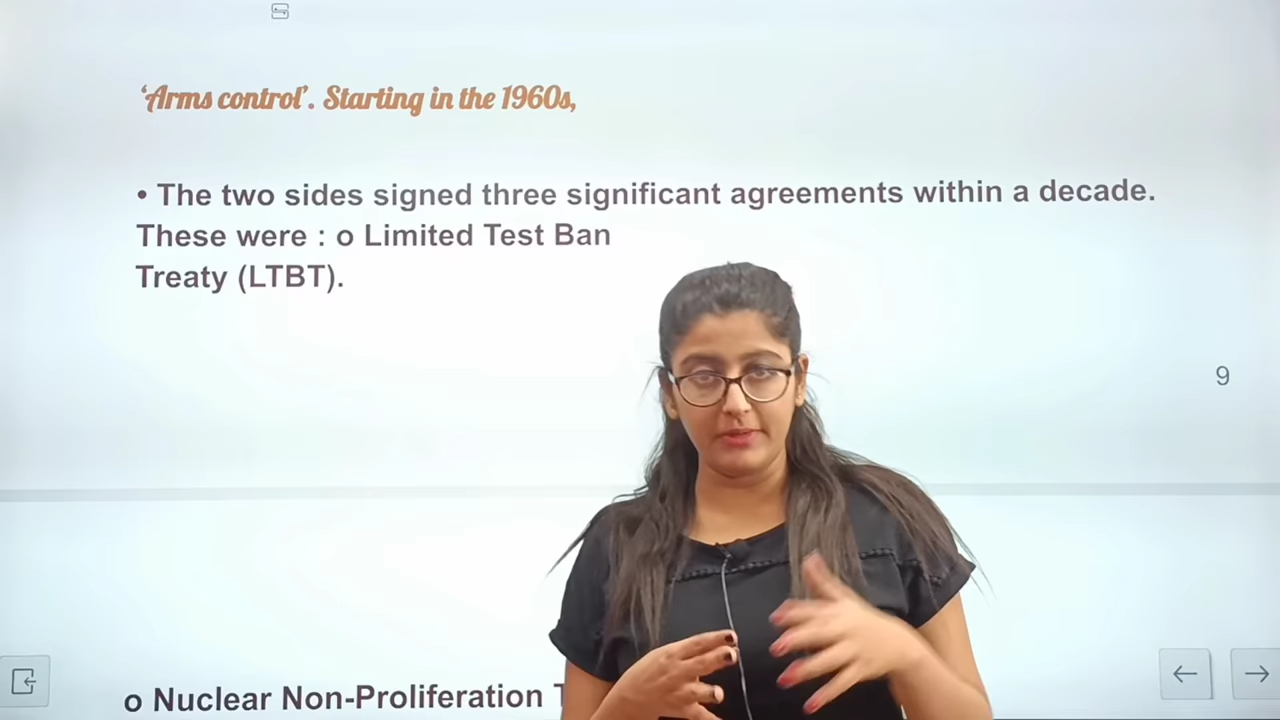 ‘Arms control’. Starting in the 1960s,
• The two sides signed three significant agreements within a decade.
These were : o Limited Test Ban
Treaty (LTBT).
9
o Nuclear Non-Proliferation